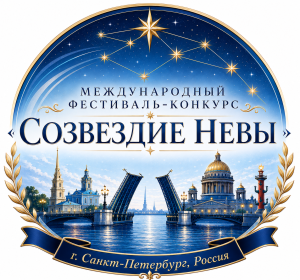 МЕЖДУНАРОДНЫЙ
ФЕСТИВАЛЬ-КОНКУРС
СОЗВЕЗДИЕ НЕВЫ
г. Санкт-Петербург, Россия